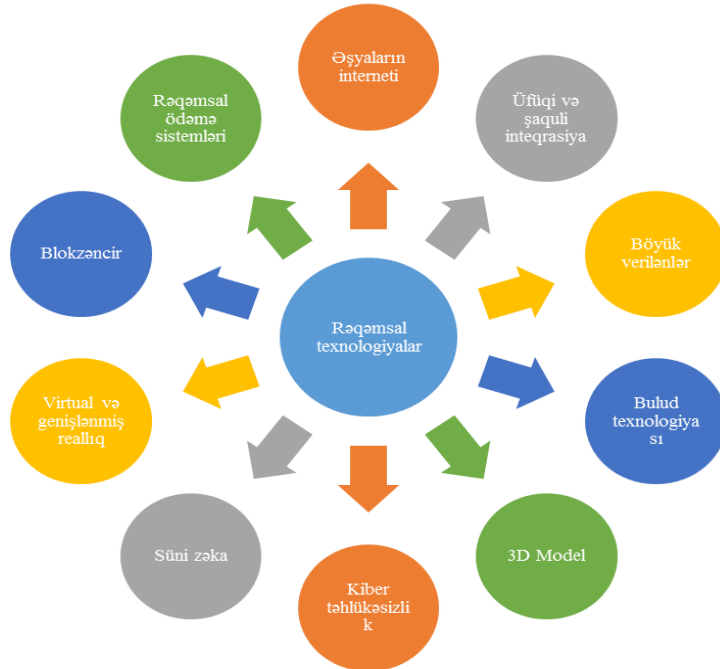 Əşyaların
interneti
Üfüqi və
şaquli
inteqrasiya
Böyük
verilənlər
Bulud
texnologiya
sı
3D Model
Kiber
təhlükəsizli
k
Süni zəka
Virtual və
genişlənmiş
reallıq
Blokzəncir
Rəqəmsal
ödəmə
sistemləri
Rəqəmsal
texnologiyalar